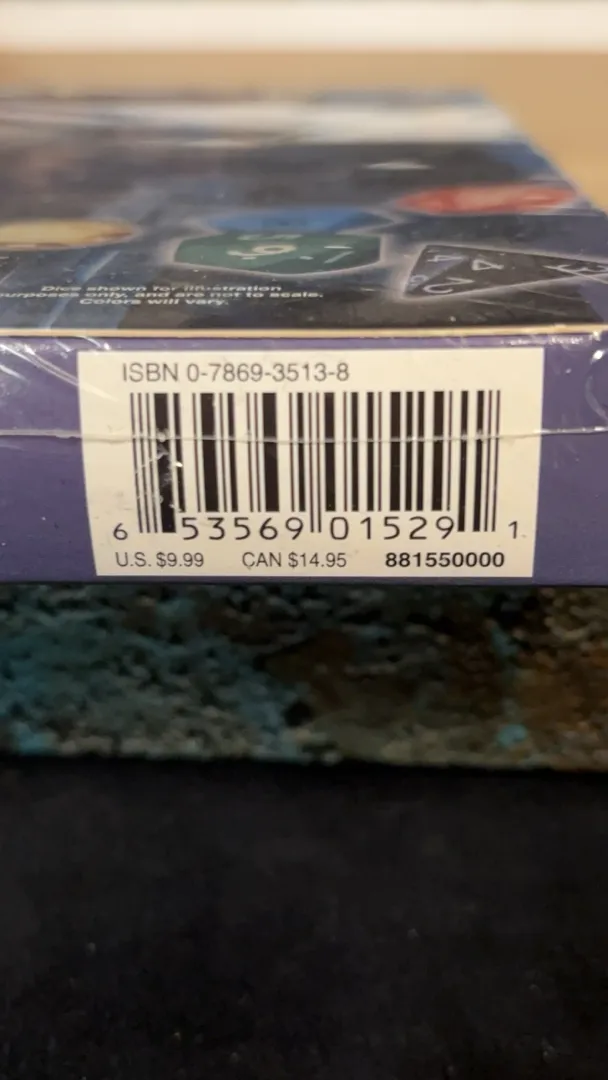 Dice shown for illustration
purposes only, and are not to scale.
Colors will vary.
ISBN 0-7869-3513-8
6 53569 01529 1
U.S. $9.99 CAN $14.95 881550000